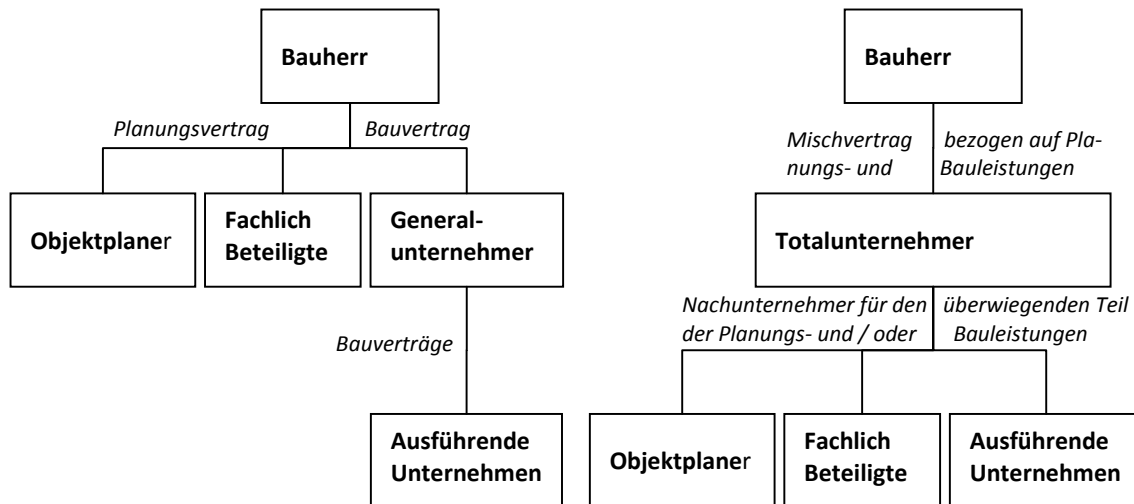 Bauherr
Planungsvertrag
Bauvertrag
Objektplaner
Fachlich
Beteiligte
General-
unternehmer
Bauverträge
Ausführende
Unternehmen
Bauherr
Mischvertrag bezogen auf Pla-
nungs- und Bauleistungen
Totalunternehmer
Nachunternehmer für den überwiegenden Teil
der Planungs- und / oder Bauleistungen
Objektplaner
Fachlich
Beteiligte
Ausführende
Unternehmen